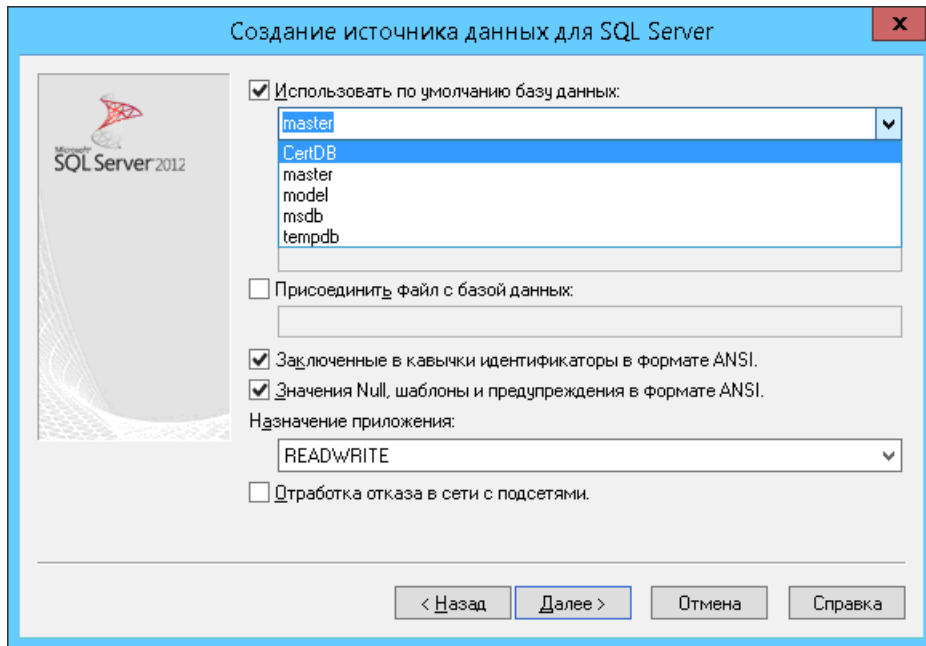 Создание источника данных для SQL Server
x
Использовать по умолчанию базу данных:
master
CertDB
master
model
msdb
tempdb
Microsoft
SQL Server 2012
Присоединить файл с базой данных:
Заключенные в кавычки идентификаторы в формате ANSI.
Значения Null, шаблоны и предупреждения в формате ANSI.
Назначение приложения:
READWRITE
Отработка отказа в сети с подсетями.
< Назад
Далее >
Отмена
Справка